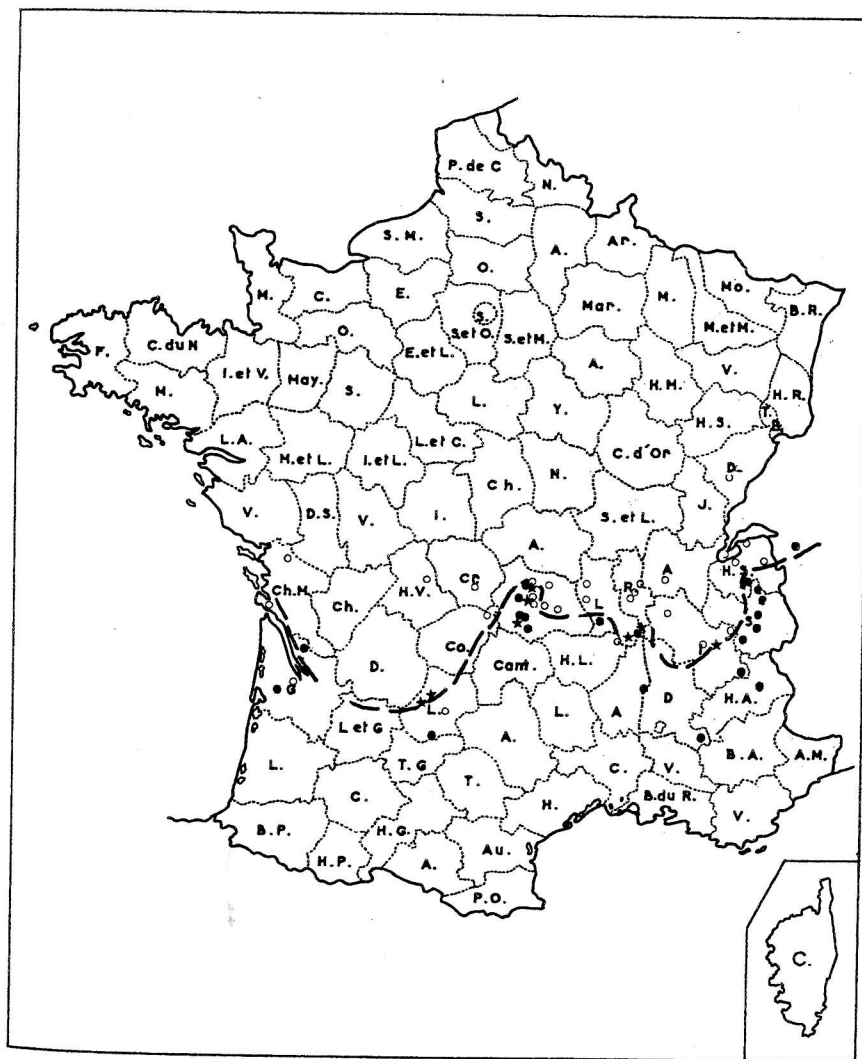 P. de C
N.
S.
S. M.
A.
Ar.
O.
M.
C.
E.
Mar.
M.
Mo.
B.R.
S.
O.
S.et O.
S.et M.
M.et M.
F.
C. du N
I. et V.
May.
S.
E. et L.
A.
V.
M.
H.M.
H.R.
L.
Y.
H.S.
T.
B.
L.A.
M.et L.
I.et L.
L.et C.
C. d'Or
D.
Ch.
N.
J.
V.
D.S.
V.
I.
S. et L.
A.
Ch.M.
Ch.
H.V.
Cr.
R.
A
H.S.
L
S.
D.
Co.
Cant.
H.L.
I.
G
L.
A
D
H.A.
L et G
A.
L.
B.A.
A.M.
L.
T.G
T.
C.
V.
G.
H.
B.du R.
V.
B.P.
H.G.
H.P.
A.
Au.
P.O.
C.